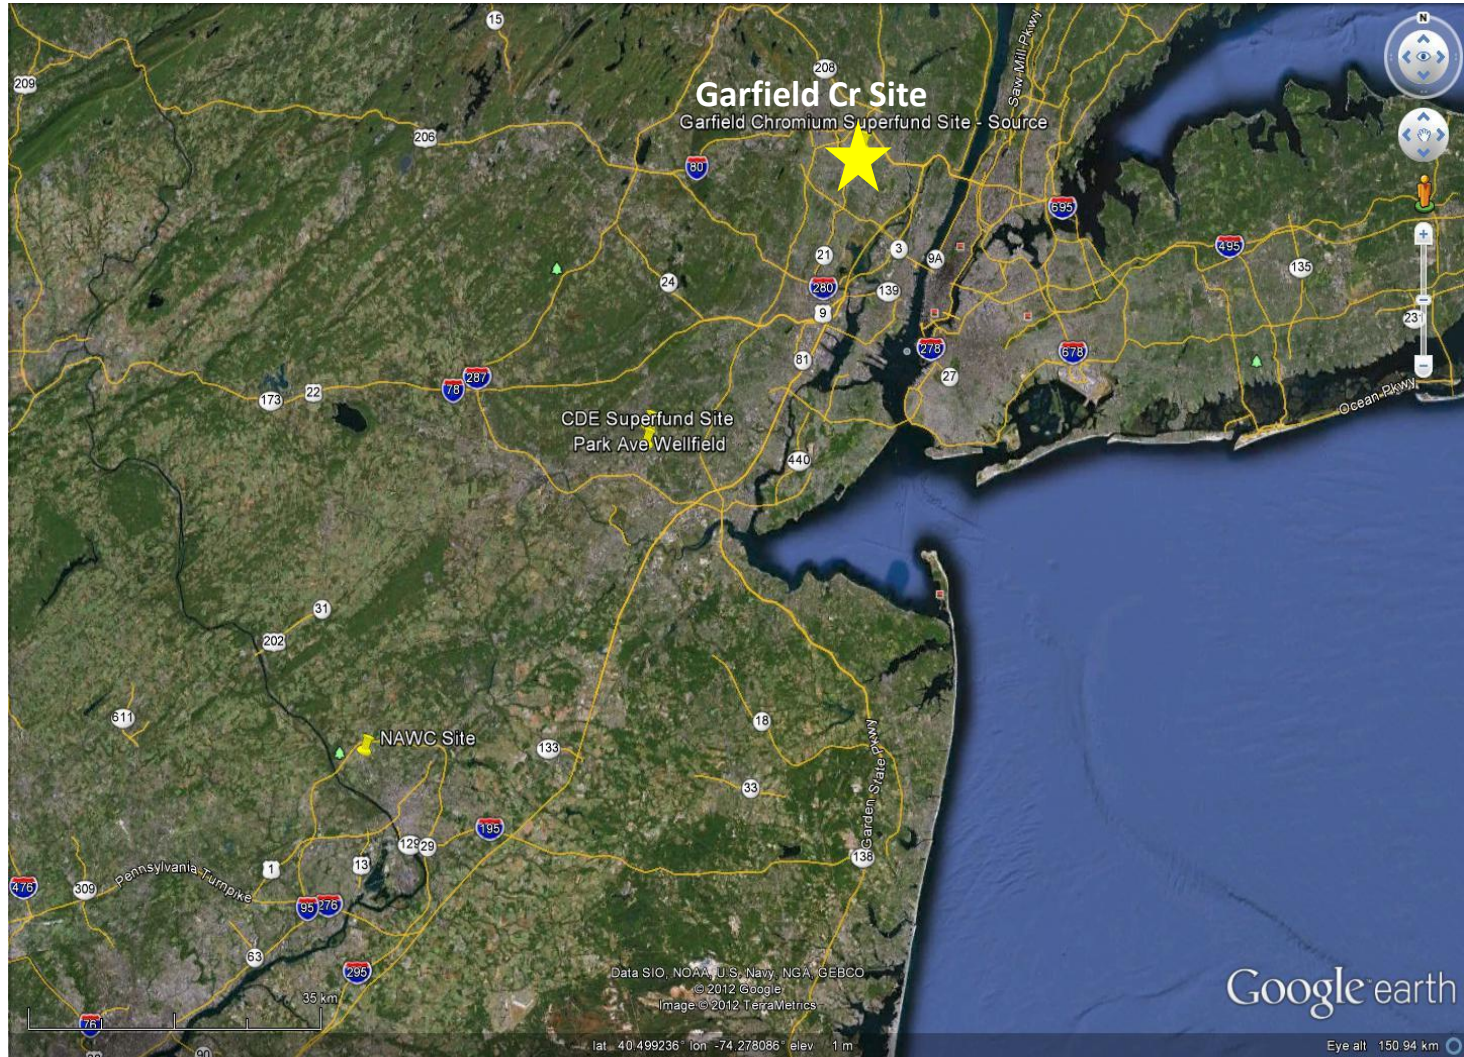 15
209
208
Saw Mill Pkwy
N
Garfield Cr Site
Garfield Chromium Superfund Site - Source
206
80
695
495
21
3
9A
135
24
280
139
9
231
81
278
678
27
78
287
173
22
Ocean Pkwy
CDE Superfund Site
Park Ave Wellfield
440
31
202
611
18
NAWC Site
133
Garden State Pkwy
33
195
129
29
138
1
13
Pennsylvania Turnpike
476
309
95
276
63
295
Data SIO, NOAA, U.S. Navy, NGA, GEBCO
© 2012 Google
Image © 2012 TerraMetrics
Google earth
35 km
76
90
lat 40.499236° lon -74.278086° elev 1 m
Eye alt 150.94 km